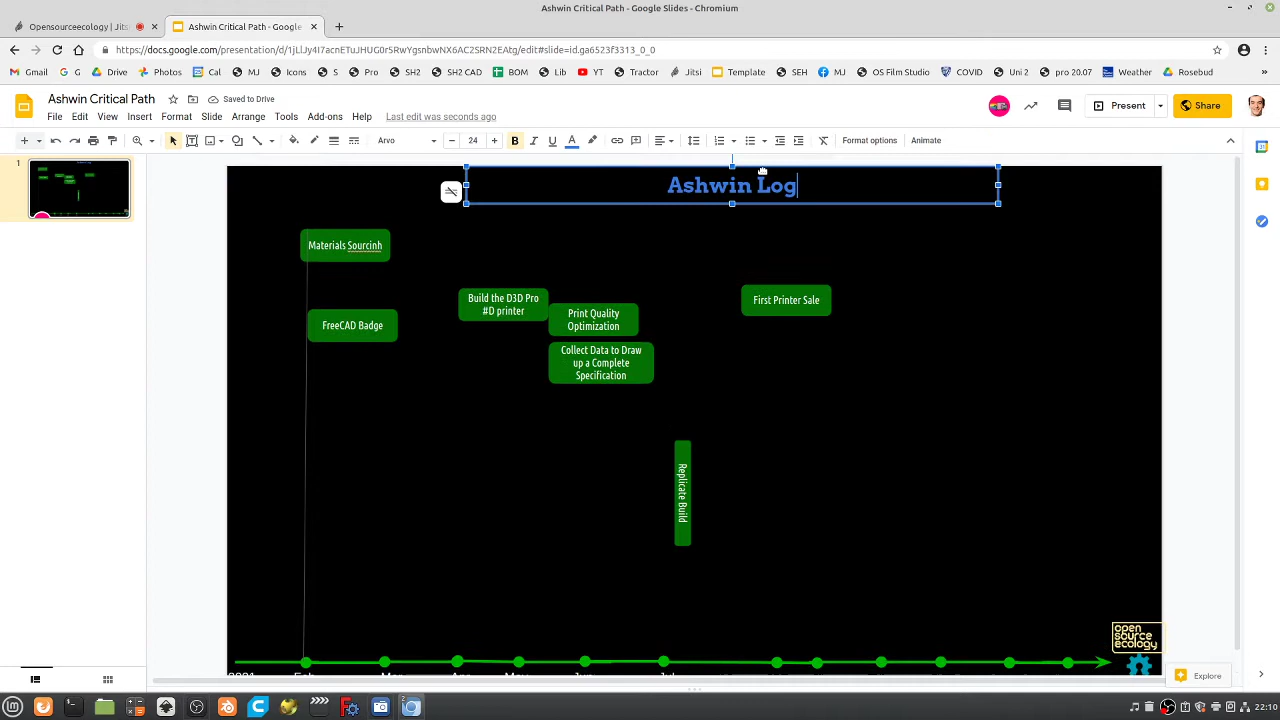 Ashwin Critical Path - Google Slides - Chromium
Opensourceecology | Jits
Ashwin Critical Path - Google
https://docs.google.com/presentation/d/1jLlJy4I7acnETuJHUG0r5RwYgsnbwNX6AC2SRN2EAtg/edit#slide=id.ga6523f3313_0_0
Gmail G Drive Photos Cal MJ Icons Pro SH2 CAD SH2 CAD BOM Lib YT Tractor Jitsi Template SEH MJ OS Film Studio COVID Uni 2 pro 20.07 Weather Rosebud
Ashwin Critical Path
Saved to Drive
Present
Share
File Edit View Insert Format Slide Arrange Tools Add-ons Help Last edit was seconds ago
Arvo 24 B I U A Format options Animate
1
Ashwin Log
Materials Sourcinh
Build the D3D Pro
#D printer
First Printer Sale
Print Quality
Optimization
FreeCAD Badge
Collect Data to Draw
up a Complete
Specification
Replicate Build
open
source
ecology
Explore
22:10